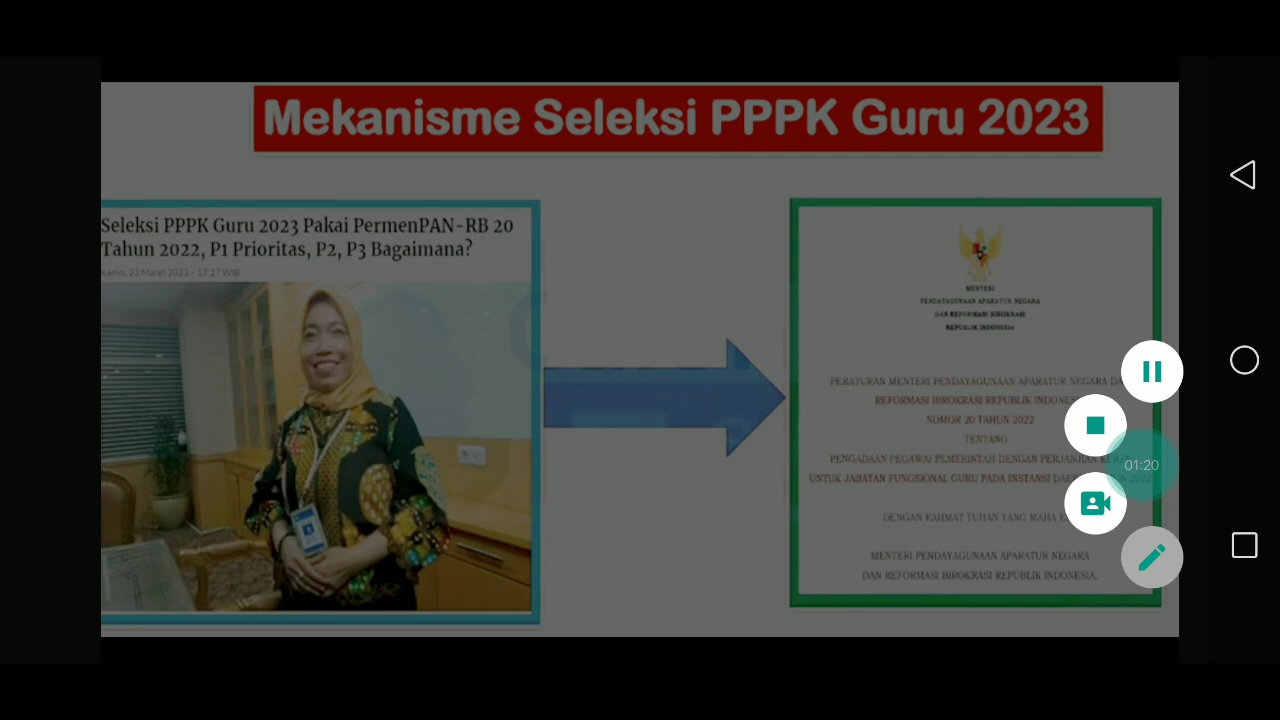 Mekanisme Seleksi PPPK Guru 2023
Seleksi PPPK Guru 2023 Pakai PermenPAN-RB 20
Tahun 2022, P1 Prioritas, P2, P3 Bagaimana?
Kamis, 23 Maret 2023 - 17:27 WIB
MENTERI
PENDAYAGUNAAN APARATUR NEGARA
DAN REFORMASI BIROKRASI
REPUBLIK INDONESIA
PERATURAN MENTERI PENDAYAGUNAAN APARATUR NEGARA
REFORMASI BIROKRASI REPUBLIK INDONESIA
NOMOR 20 TAHUN 2022
TENTANG
PENGADAAN PEGAWAI PEMERINTAH DENGAN PERJANJIAN KERJA
UNTUK JABATAN FUNGSIONAL GURU PADA INSTANSI 2022
DENGAN RAHMAT TUHAN YANG MAHA
MENTERI PENDAYAGUNAAN APARATUR NEGARA
DAN REFORMASI BIROKRASI REPUBLIK INDONESIA,
01:20